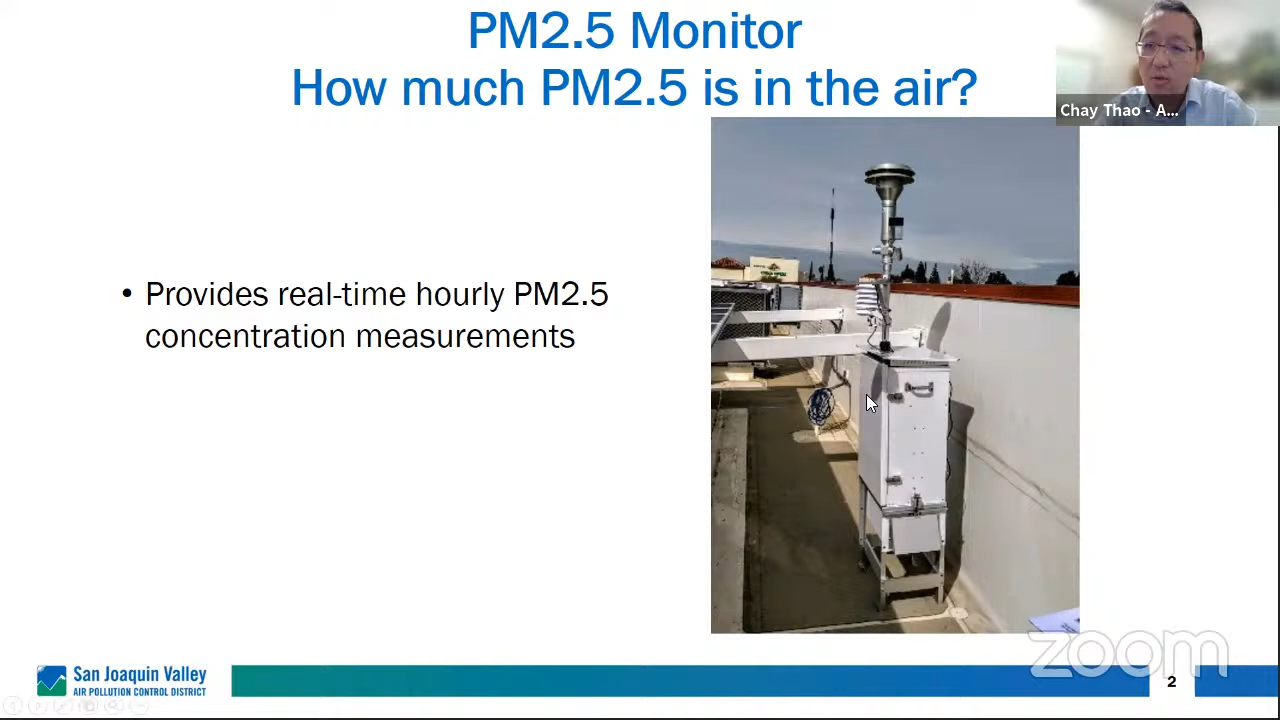 PM2.5 Monitor
How much PM2.5 is in the air?
Chay Thao - A...
• Provides real-time hourly PM2.5
concentration measurements
zoom
San Joaquin Valley
AIR POLLUTION CONTROL DISTRICT
2